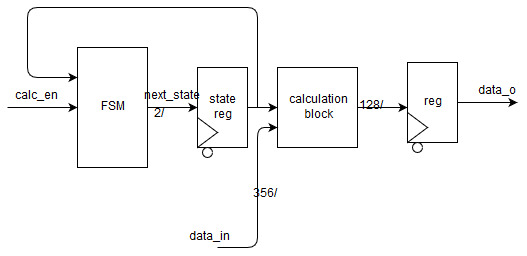 calc_en
FSM
next_state
2/
state
reg
calculation
block
128/
reg
data_o
356/
data_in